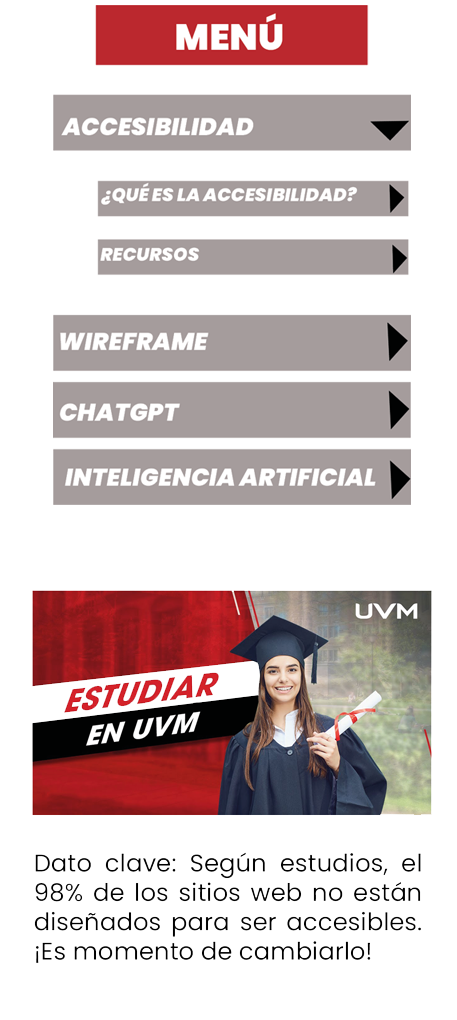 MENÚ
ACCESIBILIDAD
¿QUÉ ES LA ACCESIBILIDAD?
RECURSOS
WIREFRAME
CHATGPT
INTELIGENCIA ARTIFICIAL
UVM
ESTUDIAR
EN UVM
Dato clave: Según estudios, el
98% de los sitios web no están
diseñados para ser accesibles.
¡Es momento de cambiarlo!